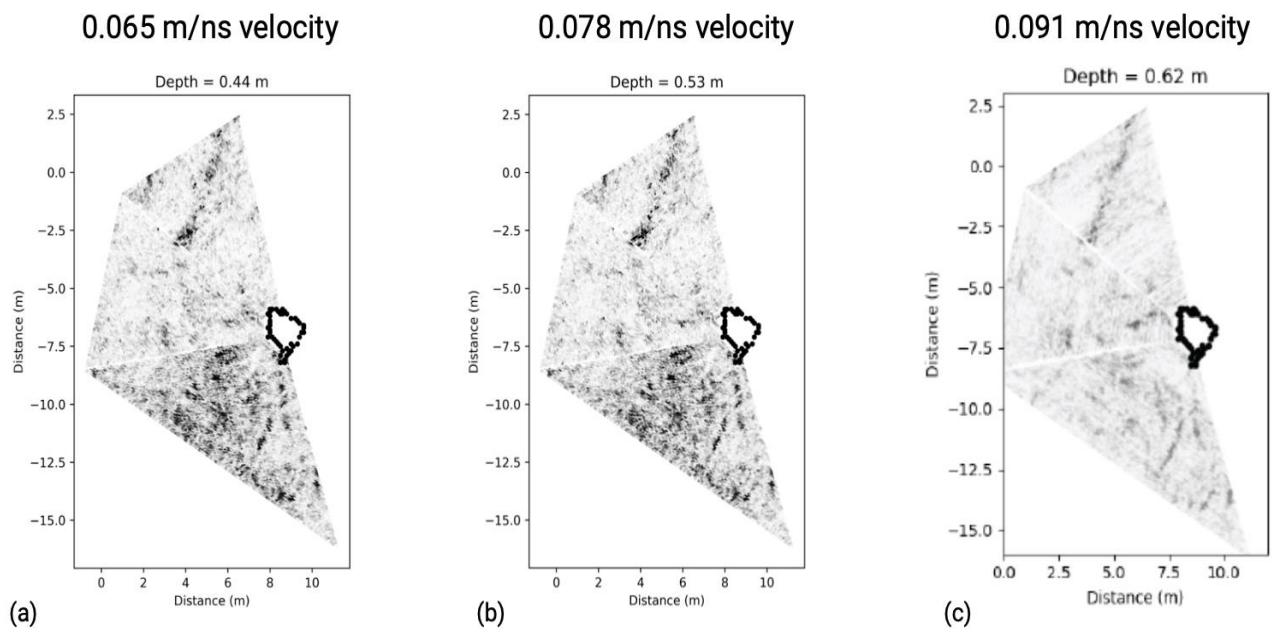 0.065 m/ns velocity
0.078 m/ns velocity
0.091 m/ns velocity
Depth = 0.44 m
Depth = 0.53 m
Depth = 0.62 m
2.5
0.0
−2.5
−5.0
−7.5
−10.0
−12.5
−15.0
Distance (m)
0 2 4 6 8 10
Distance (m)
(a)
2.5
0.0
−2.5
−5.0
−7.5
−10.0
−12.5
−15.0
Distance (m)
0 2 4 6 8 10
Distance (m)
(b)
2.5
0.0
−2.5
−5.0
−7.5
−10.0
−12.5
−15.0
Distance (m)
0.0 2.5 5.0 7.5 10.0
Distance (m)
(c)